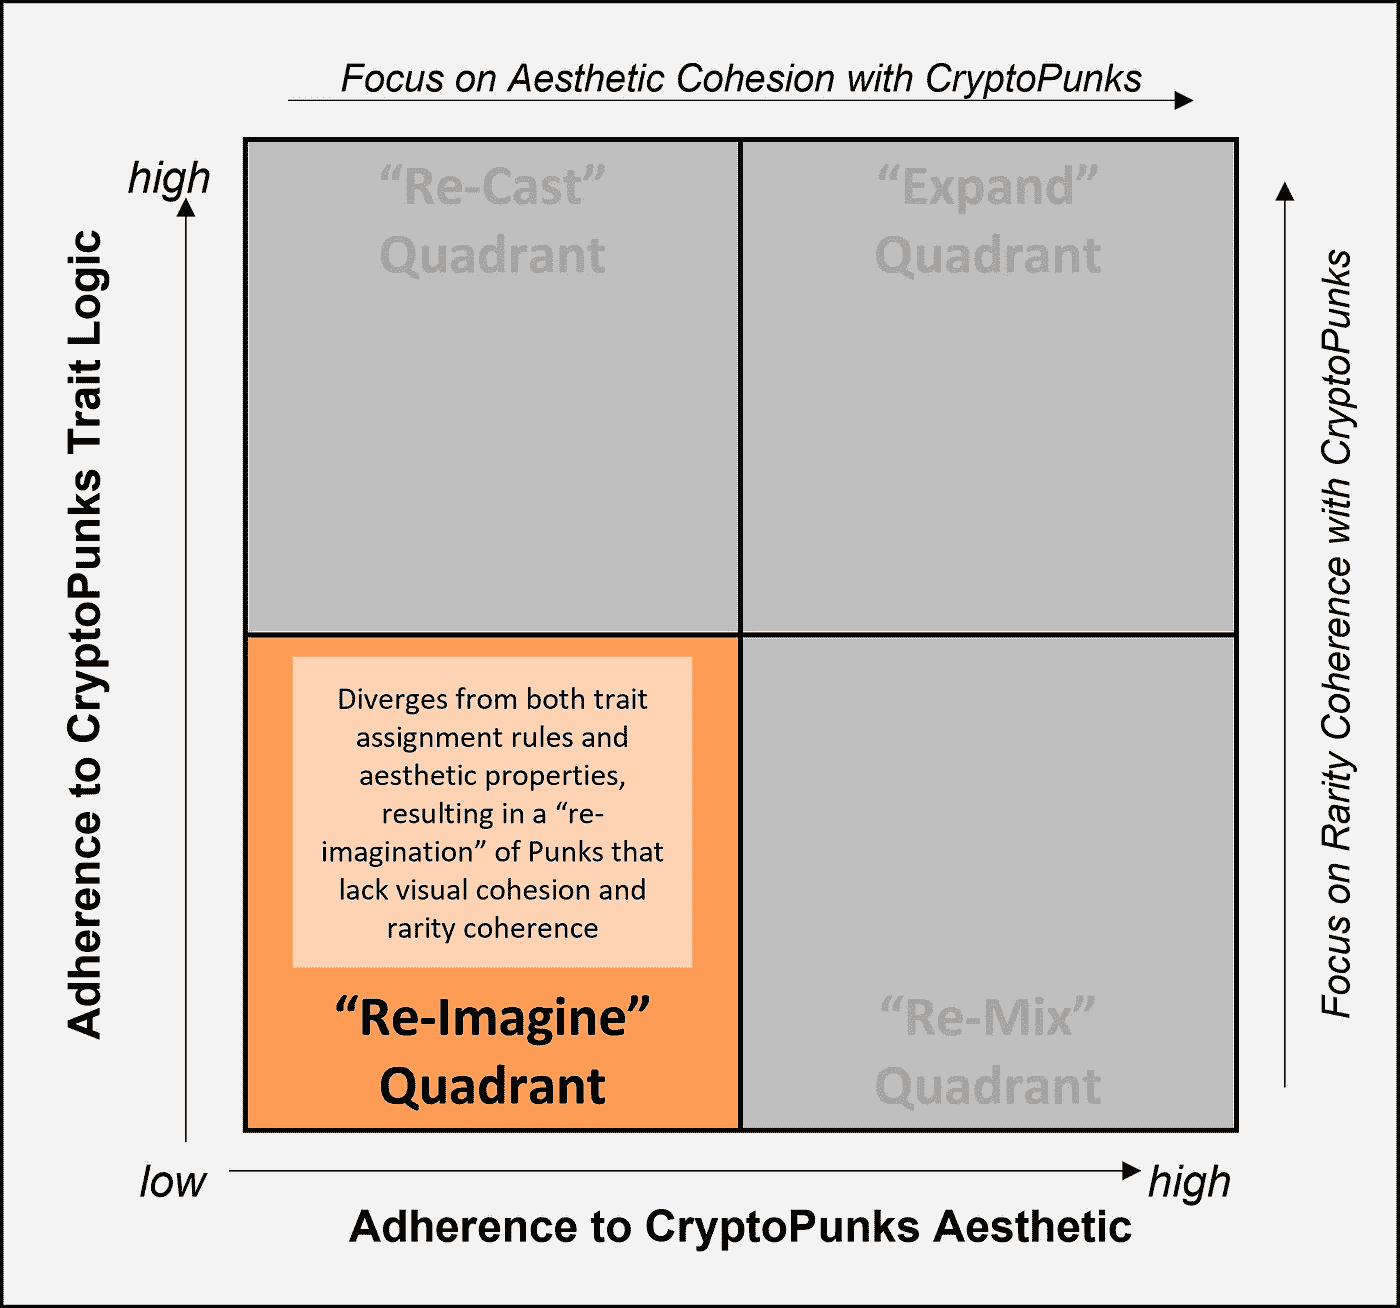 Focus on Aesthetic Cohesion with CryptoPunks
high
Adherence to CryptoPunks Trait Logic
“Re-Cast”
Quadrant
“Expand”
Quadrant
Focus on Rarity Coherence with CryptoPunks
Diverges from both trait
assignment rules and
aesthetic properties,
resulting in a “re-
imagination” of Punks that
lack visual cohesion and
rarity coherence
“Re-Imagine”
Quadrant
“Re-Mix”
Quadrant
low
high
Adherence to CryptoPunks Aesthetic